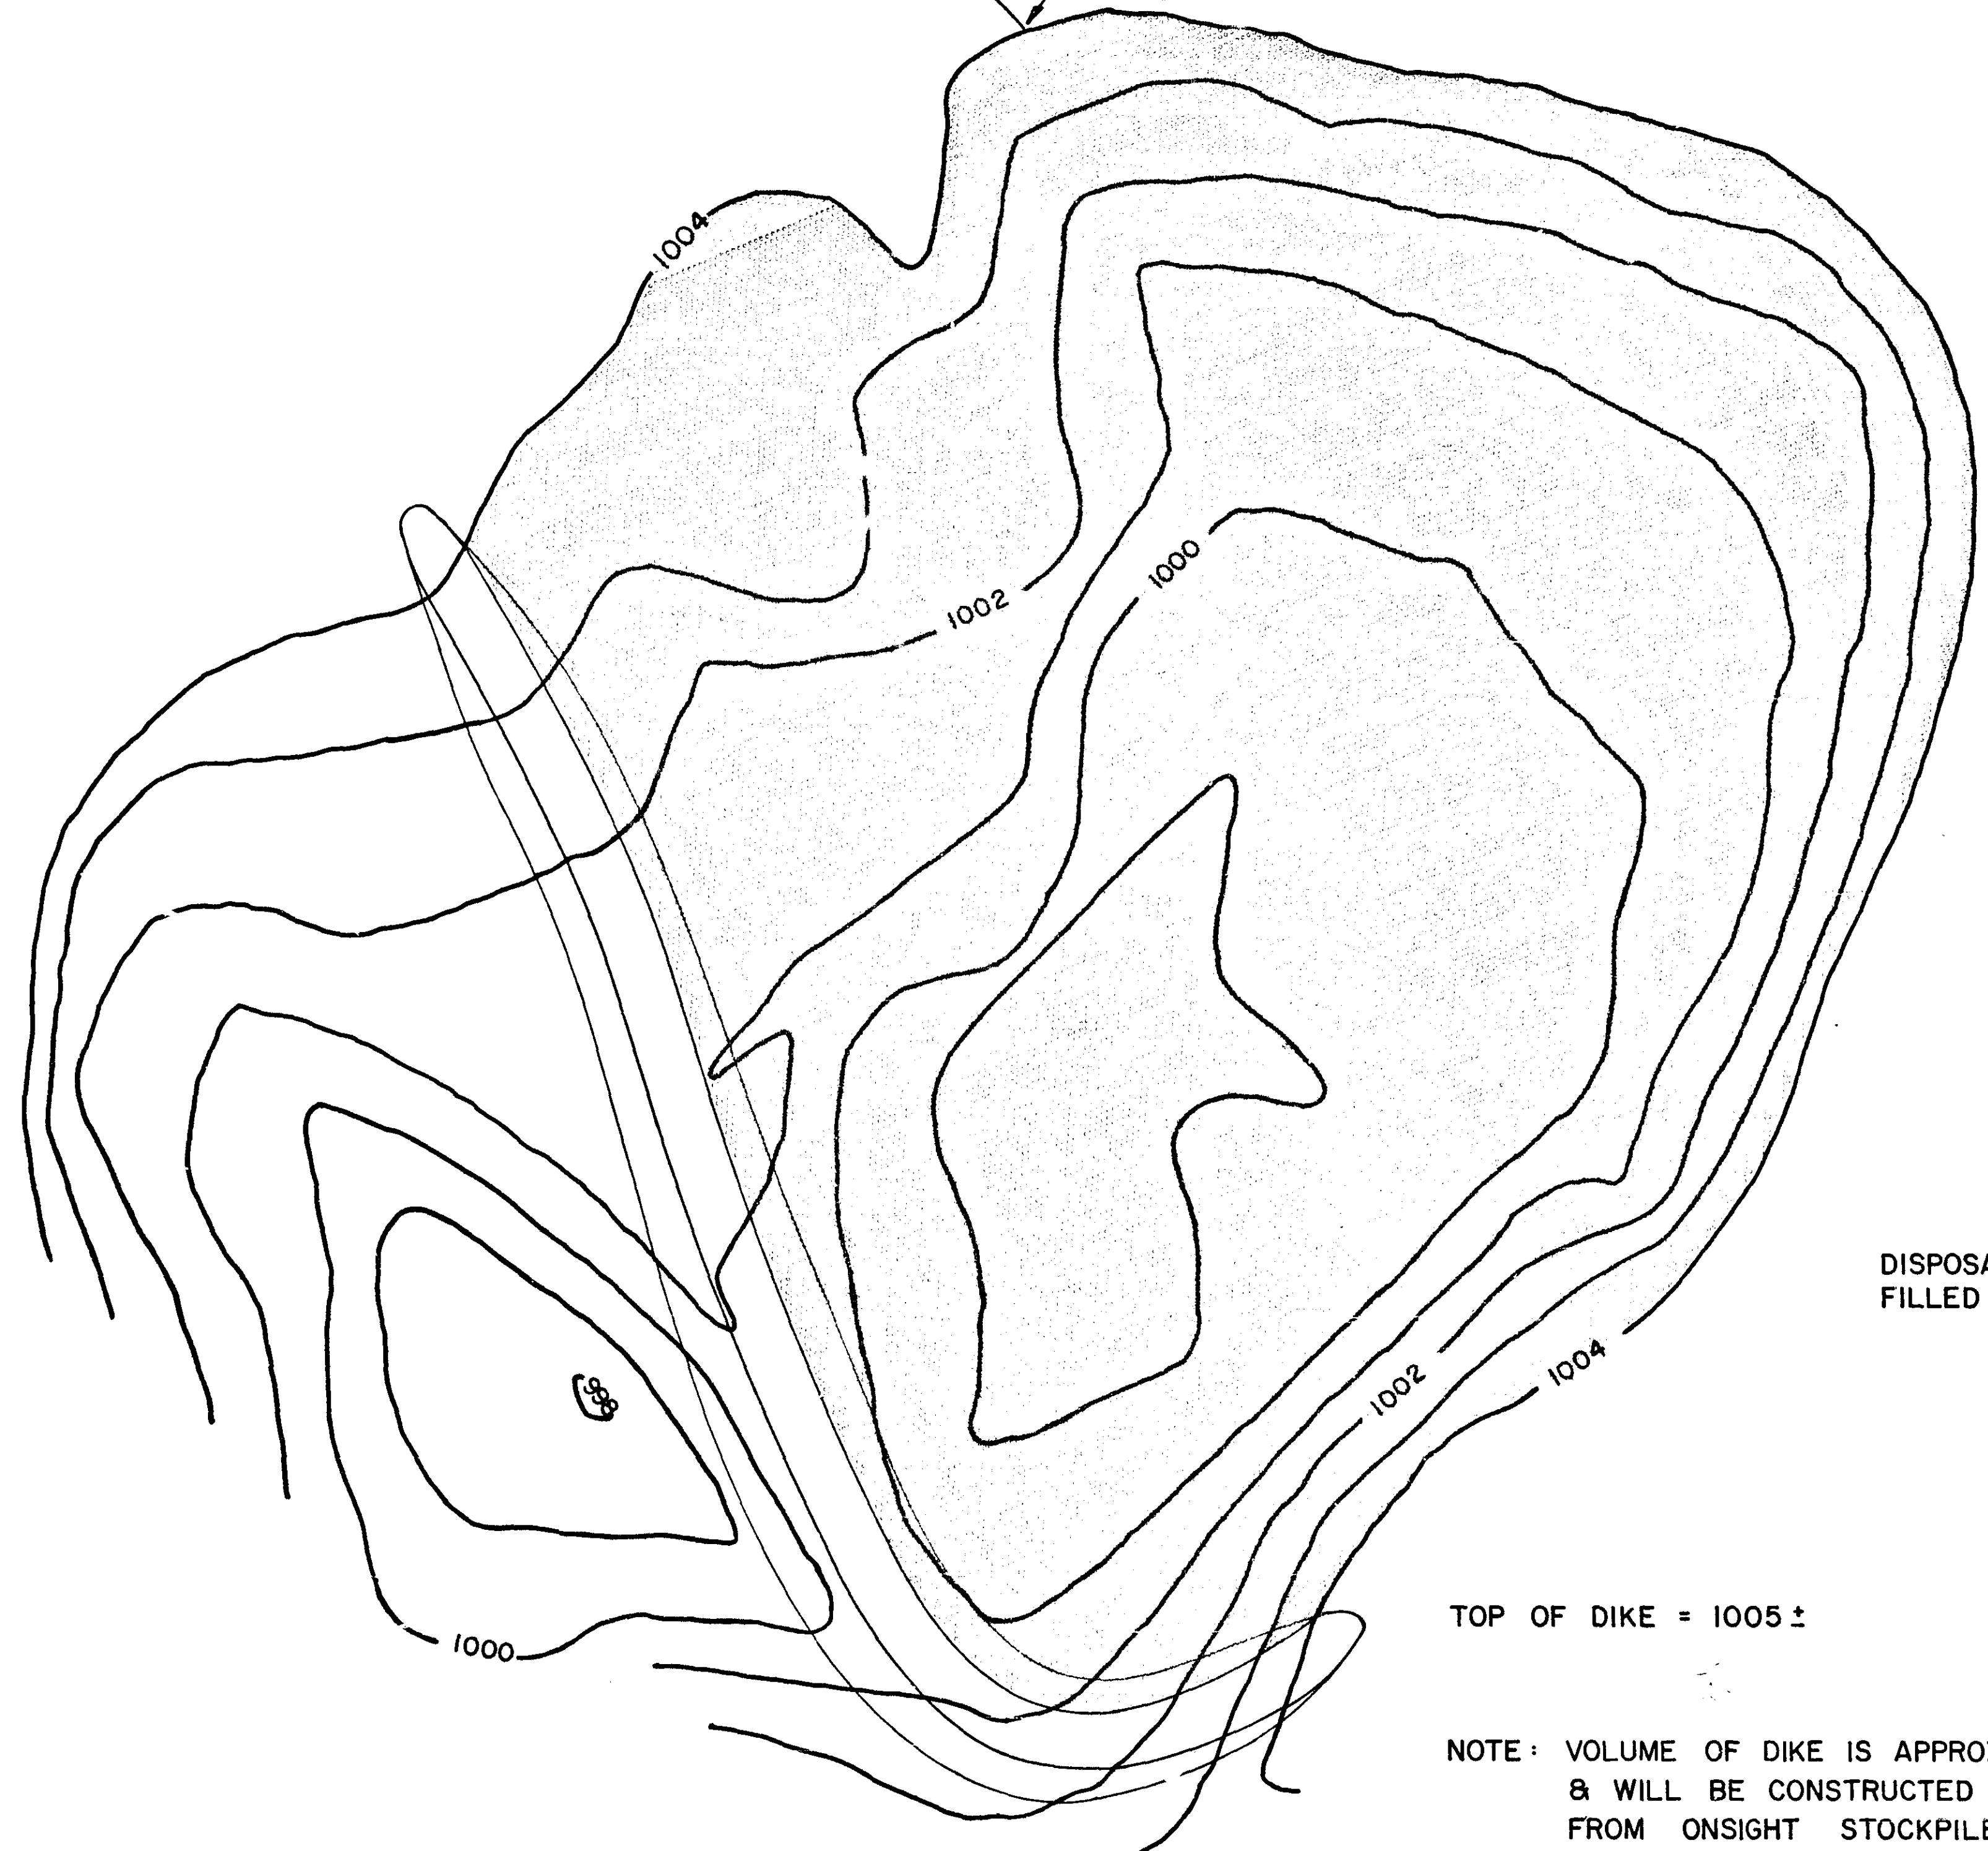 1004
1002
1000
998
1002
1004
1000
DISPOSA
FILLED
TOP OF DIKE = 1005 ±
NOTE : VOLUME OF DIKE IS APPRO
& WILL BE CONSTRUCTED
FROM ONSIGHT STOCKPILE